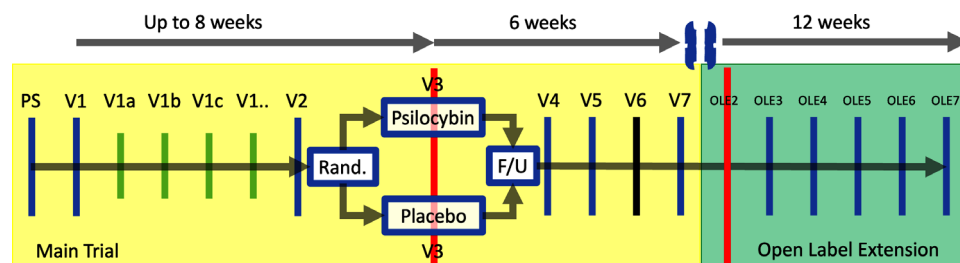 Up to 8 weeks
6 weeks
12 weeks
PS V1 V1a V1b V1c V1.. V2 V3 V4 V5 V6 V7 OLE2 OLE3 OLE4 OLE5 OLE6 OLE7
Psilocybin
Rand.
F/U
Placebo
V3
Main Trial
Open Label Extension